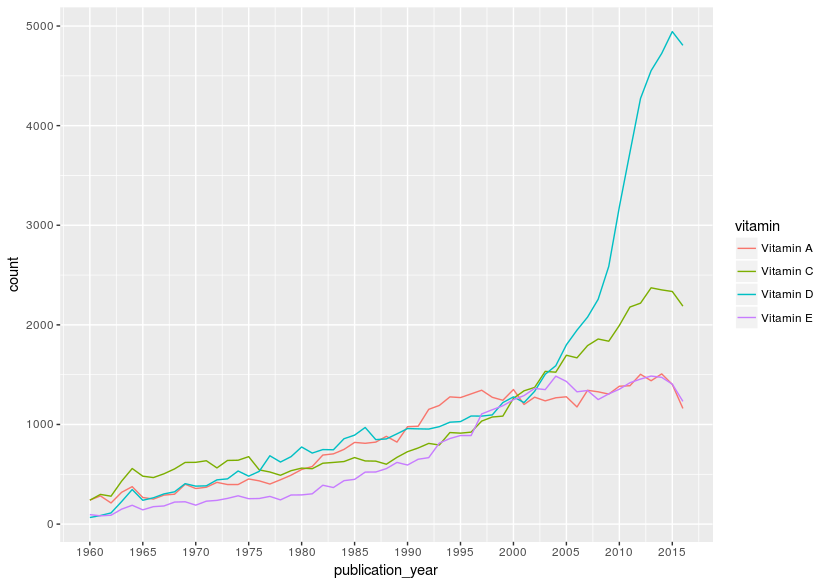 5000
4000
3000
2000
1000
0
count
1960 1965 1970 1975 1980 1985 1990 1995 2000 2005 2010 2015
publication_year
vitamin
Vitamin A
Vitamin C
Vitamin D
Vitamin E